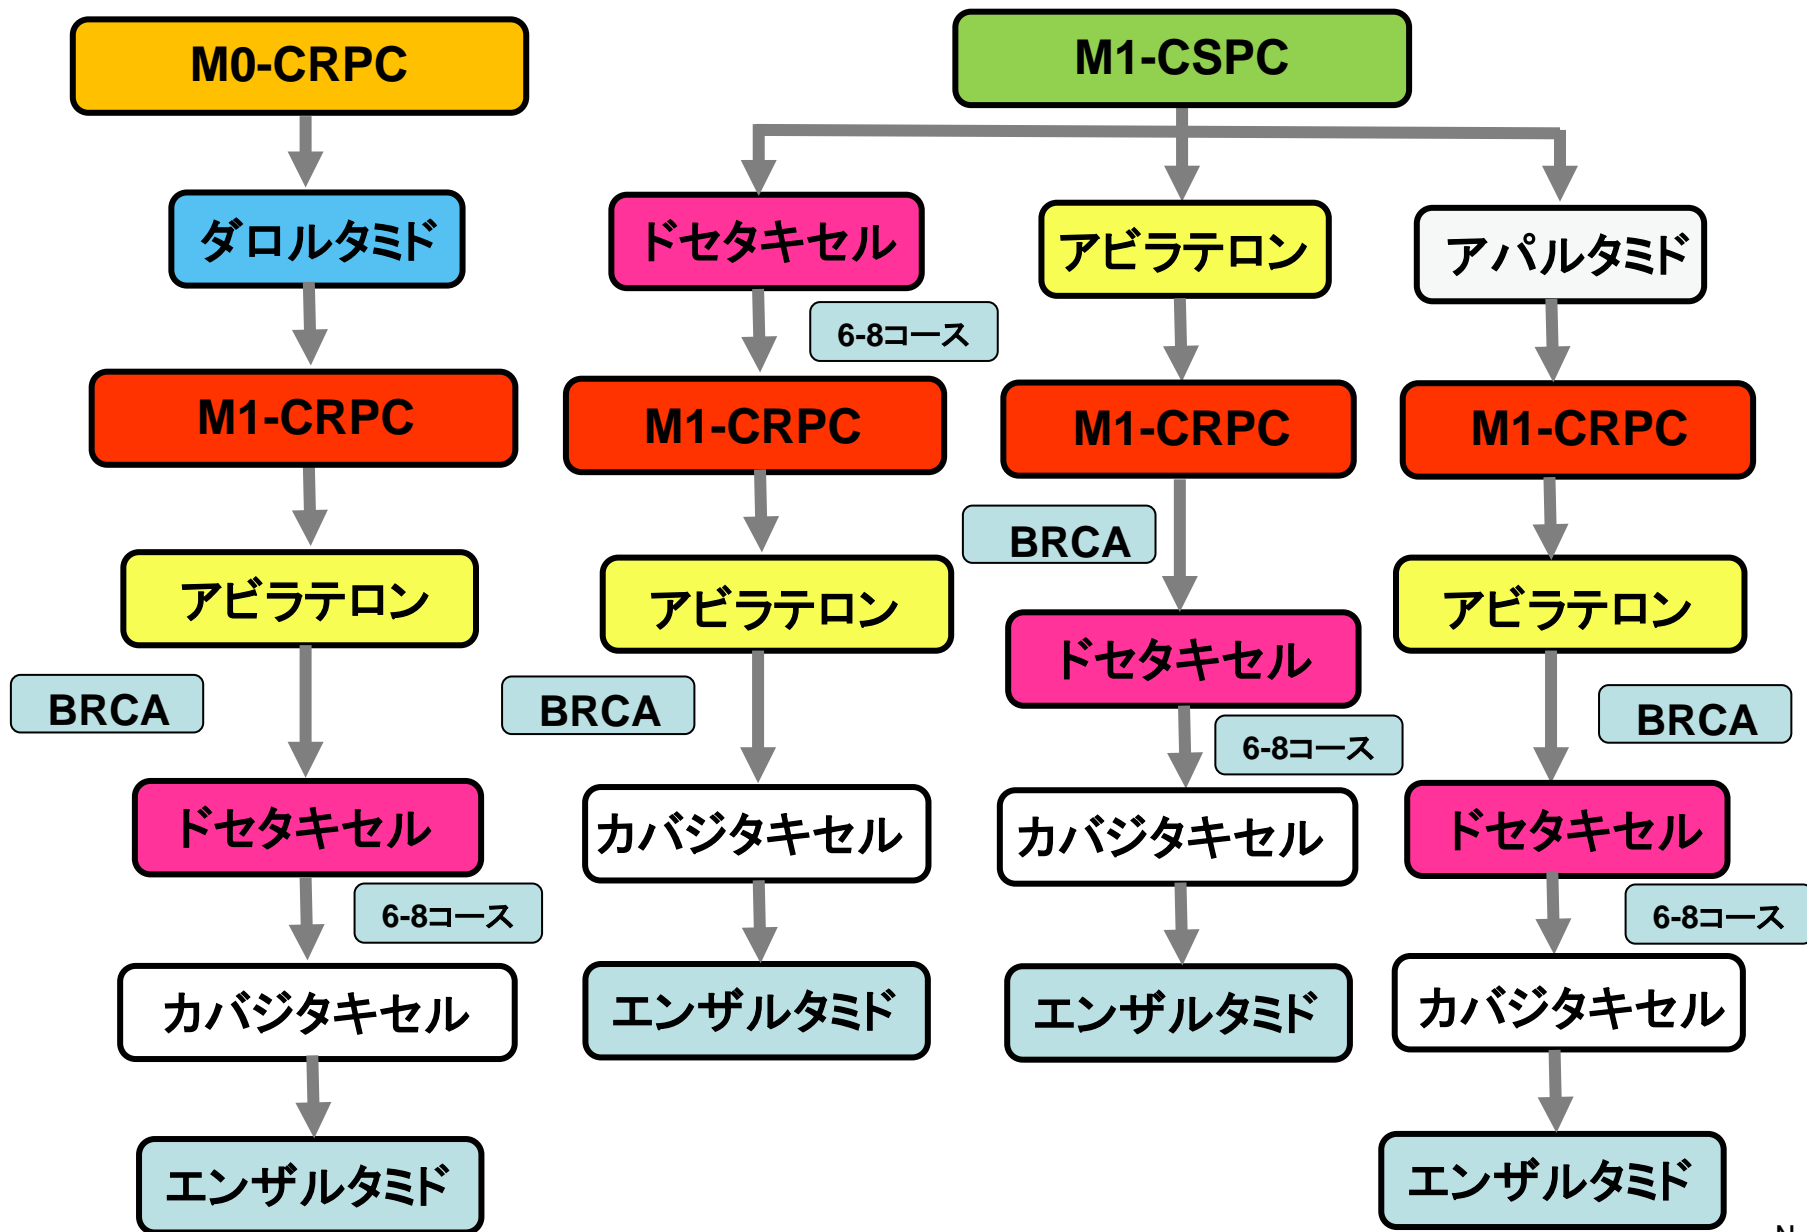 M0-CRPC
ダロルタミド
M1-CRPC
アビラテロン
BRCA
ドセタキセル
6-8コース
カバジタキセル
エンザルタミド
M1-CSPC
ドセタキセル
6-8コース
M1-CRPC
アビラテロン
BRCA
カバジタキセル
エンザルタミド
アビラテロン
M1-CRPC
BRCA
ドセタキセル
6-8コース
カバジタキセル
エンザルタミド
アパルタミド
M1-CRPC
アビラテロン
BRCA
ドセタキセル
6-8コース
カバジタキセル
エンザルタミド